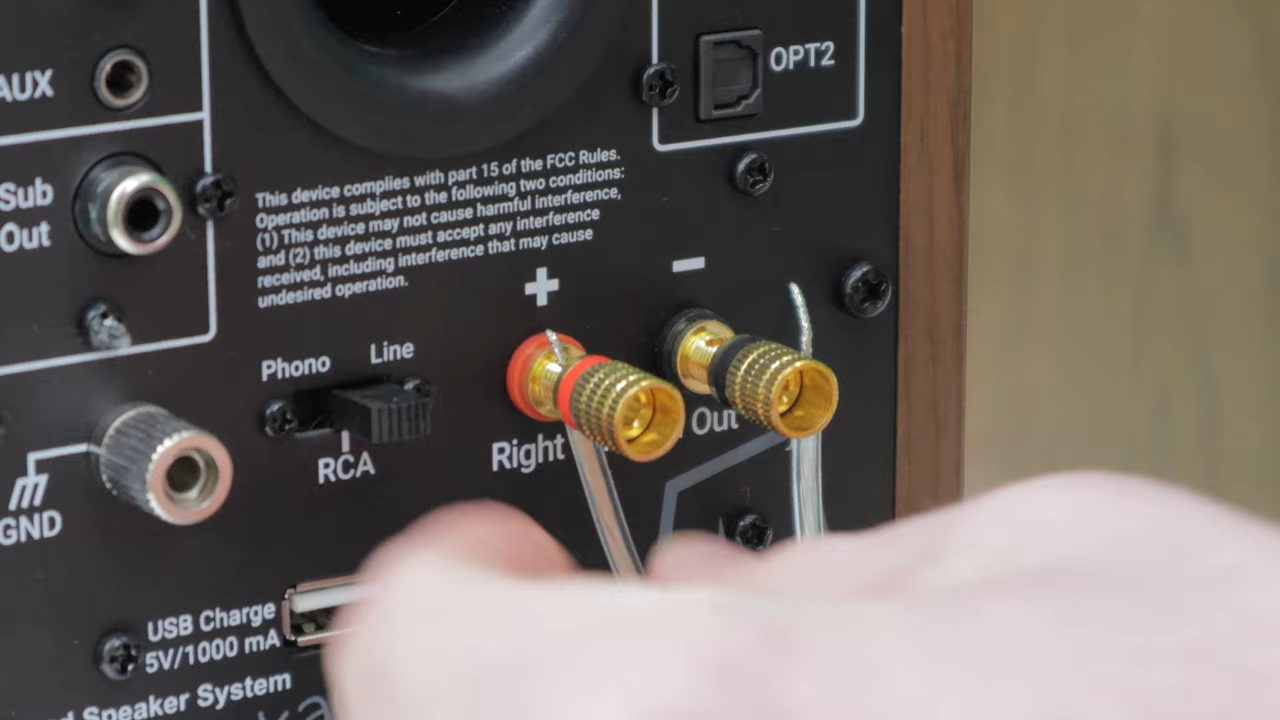 AUX
OPT2
Sub
Out
This device complies with part 15 of the FCC Rules.
Operation is subject to the following two conditions:
(1) This device may not cause harmful interference,
and (2) this device must accept any interference
received, including interference that may cause
undesired operation.
+ −
Phono Line
RCA
Right Out
GND
USB Charge
5V/1000 mA
Speaker System